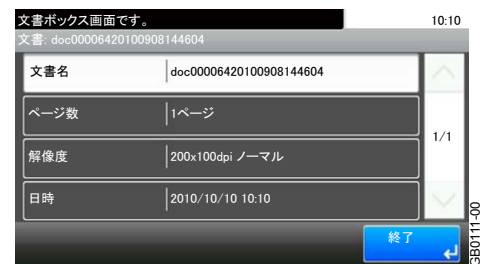 文書ボックス画面です。 10:10
文書: doc00006420100908144604
文書名 doc00006420100908144604
ページ数 1ページ
1/1
解像度 200x100dpi ノーマル
日時 2010/10/10 10:10
終了
GB0111-00